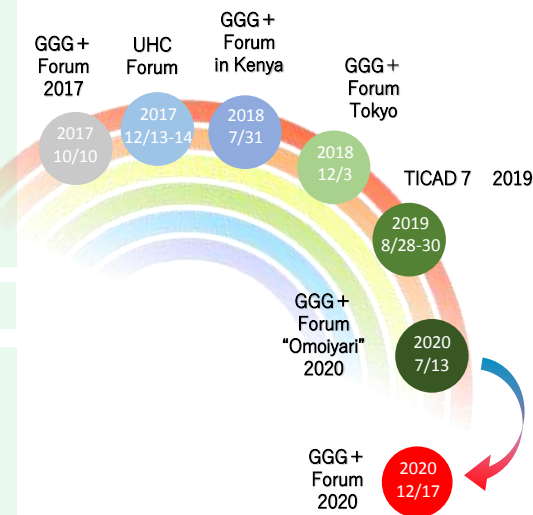 GGG+
Forum
2017
2017
10/10
UHC
Forum
2017
12/13-14
GGG+
Forum
in Kenya
2018
7/31
GGG+
Forum
Tokyo
2018
12/3
TICAD 7 2019
2019
8/28-30
GGG+
Forum
“Omoiyari”
2020
2020
7/13
GGG+
Forum
2020
2020
12/17